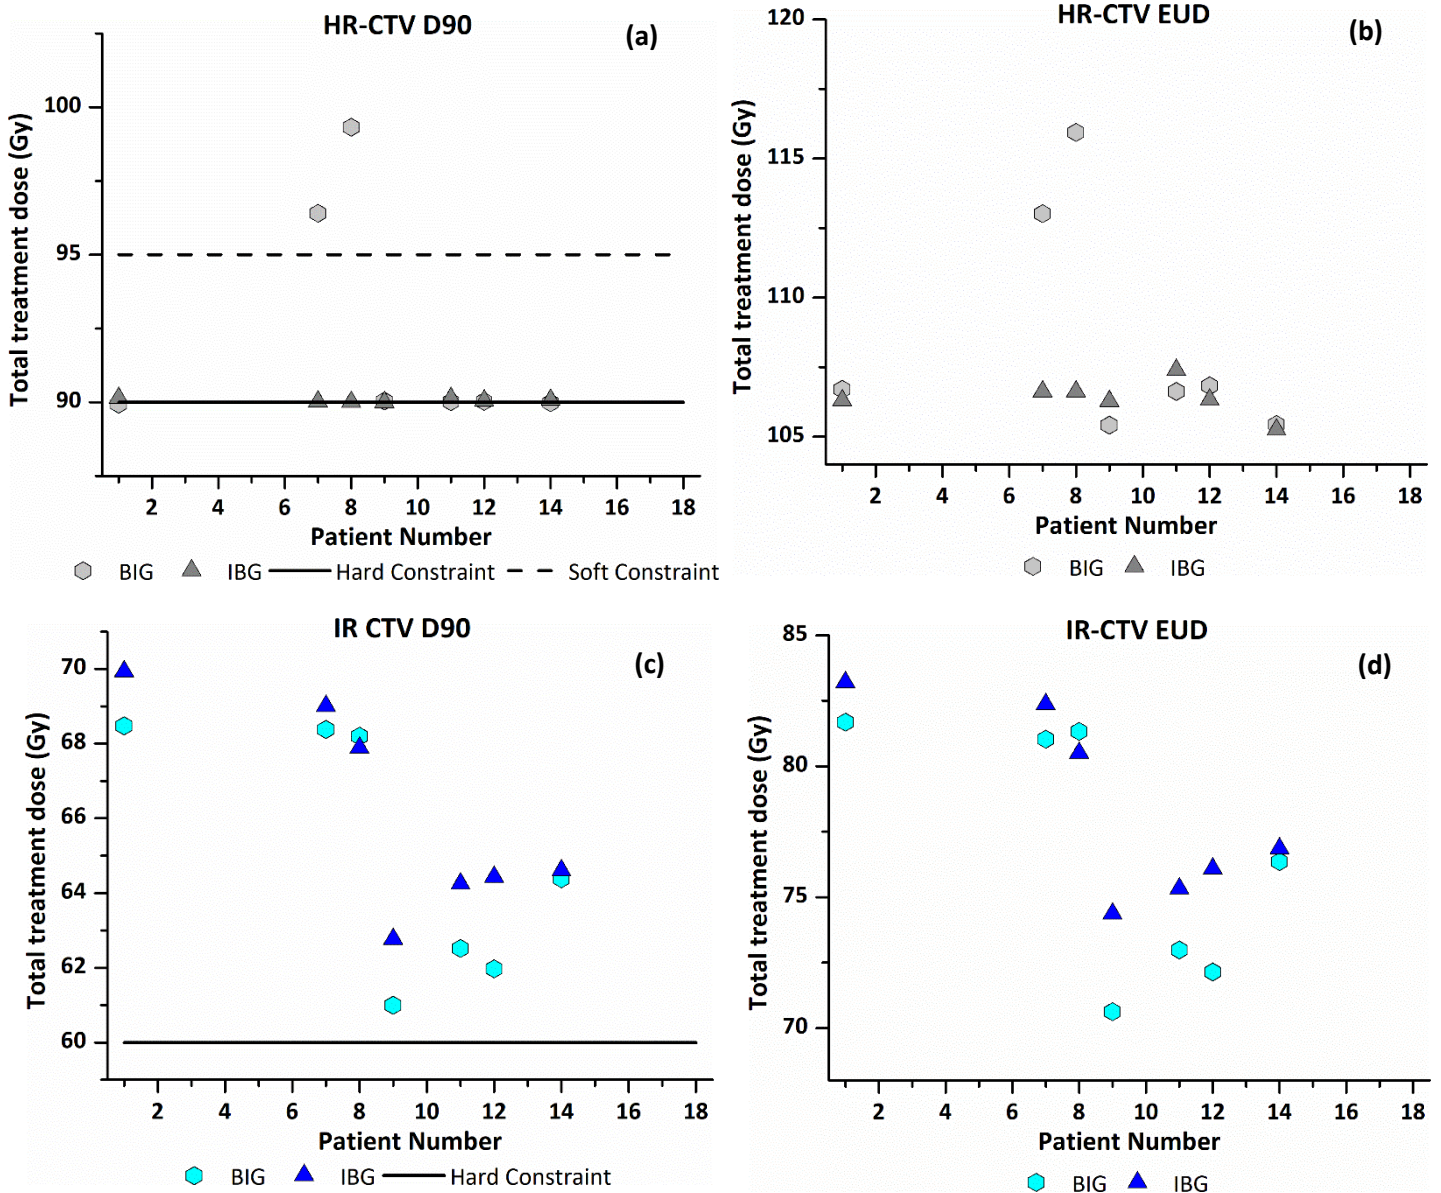 HR-CTV D90
(a)
Total treatment dose (Gy)
100
95
90
2 4 6 8 10 12 14 16 18
Patient Number
BIG IBG Hard Constraint Soft Constraint
HR-CTV EUD
(b)
Total treatment dose (Gy)
120
115
110
105
2 4 6 8 10 12 14 16 18
Patient Number
BIG IBG
IR CTV D90
(c)
Total treatment dose (Gy)
70
68
66
64
62
60
2 4 6 8 10 12 14 16 18
Patient Number
BIG IBG Hard Constraint
IR-CTV EUD
(d)
Total treatment dose (Gy)
85
80
75
70
2 4 6 8 10 12 14 16 18
Patient Number
BIG IBG